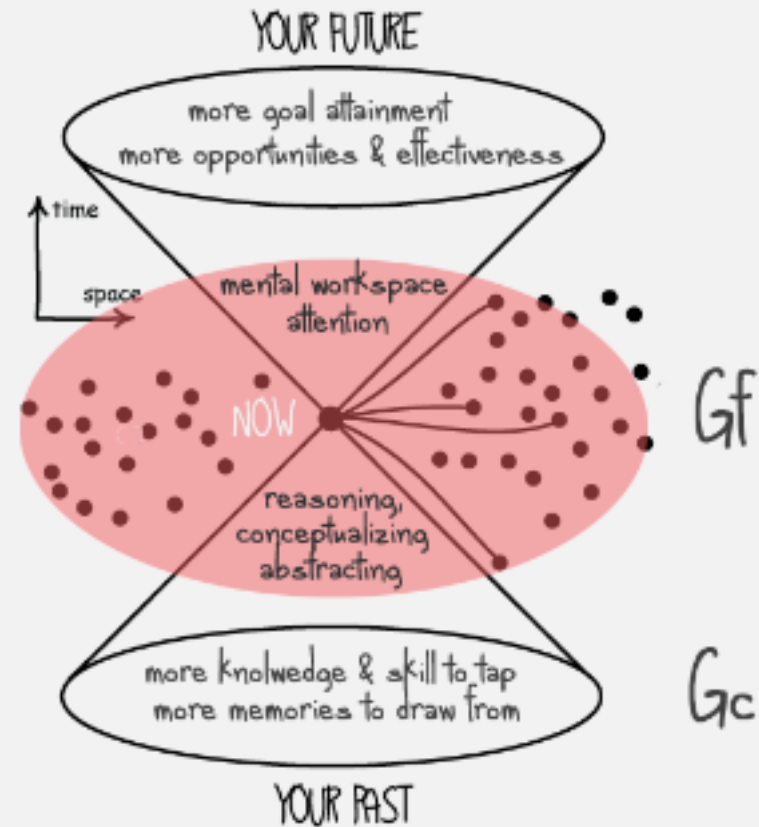 YOUR FUTURE
more goal attainment
more opportunities & effectiveness
time
space
mental workspace
attention
Gf
NOW
reasoning,
conceptualizing
abstracting
more knolwedge & skill to tap
more memories to draw from
Gc
YOUR PAST